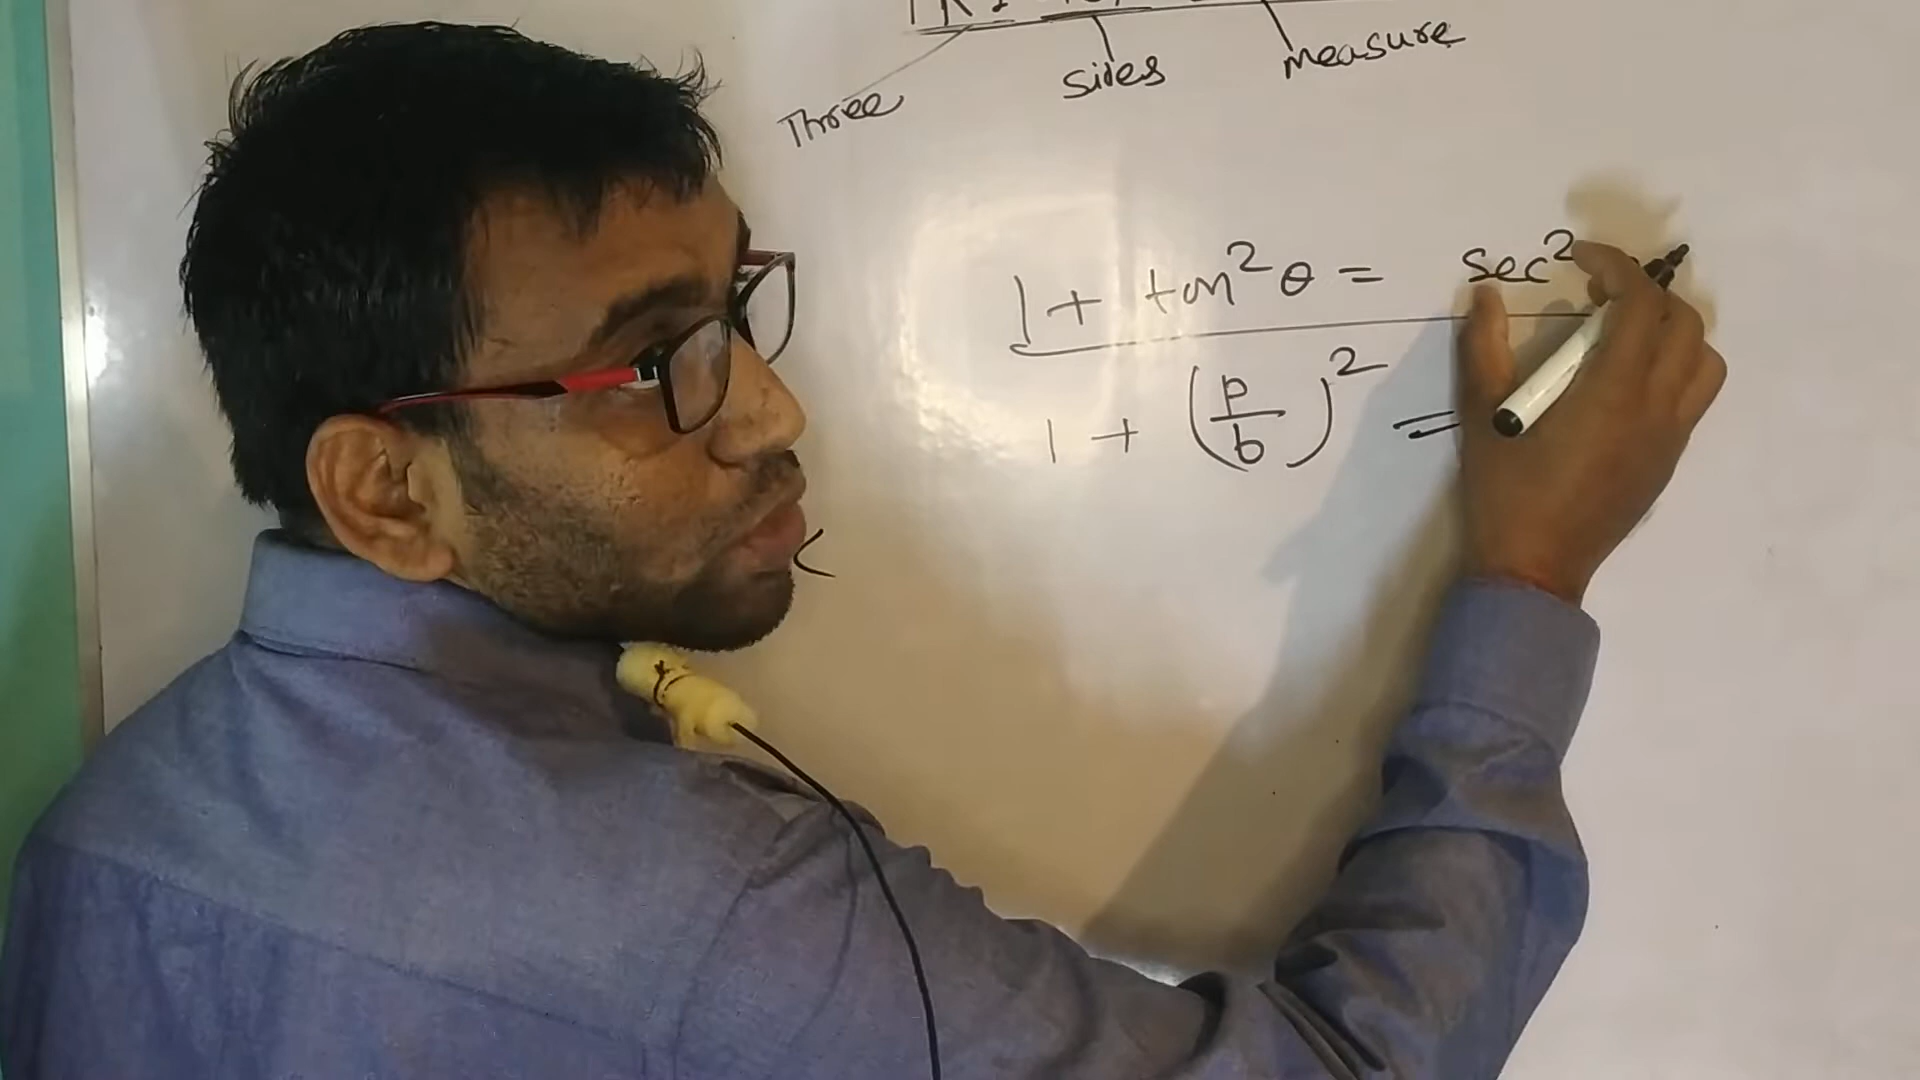 sides measure
Three
1 + tan²θ = sec²
1 + (p/b)² =